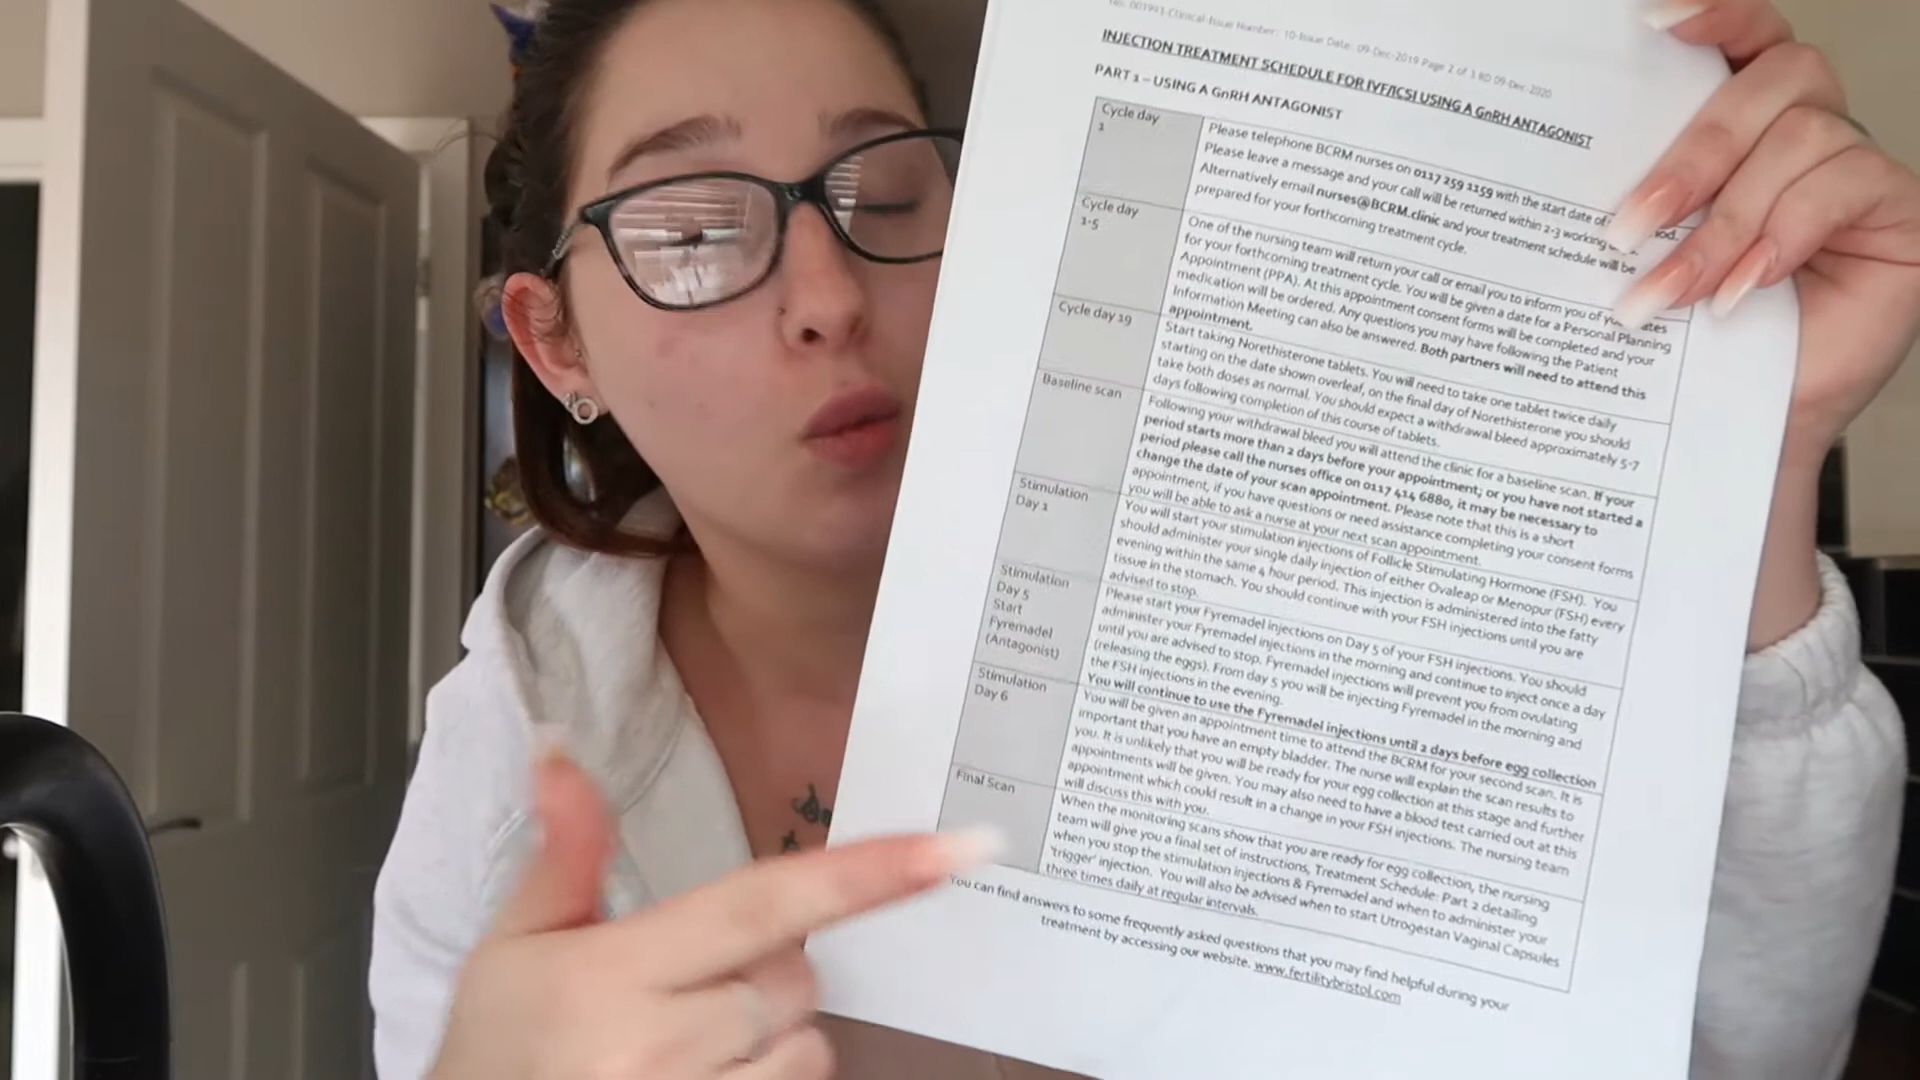 No. 001993-Clinical-Issue Number: 10-Issue Date: 09-Dec-2019 Page 2 of 3 RD 09-Dec-2020
INJECTION TREATMENT SCHEDULE FOR IVF/ICSI USING A GnRH ANTAGONIST
PART 1 – USING A GnRH ANTAGONIST
Cycle day
1
Please telephone BCRM nurses on 0117 259 1159 with the start date of
Please leave a message and your call will be returned within 2-3 working
Alternatively email nurses@BCRM.clinic and your treatment schedule will be
prepared for your forthcoming treatment cycle.
Cycle day
1-5
One of the nursing team will return your call or email you to inform you of
for your forthcoming treatment cycle. You will be given a date for a Personal Planning
Appointment (PPA). At this appointment consent forms will be completed and your
medication will be ordered. Any questions you may have following the Patient
Information Meeting can also be answered. Both partners will need to attend this
appointment.
Cycle day 19
Start taking Norethisterone tablets. You will need to take one tablet twice daily
starting on the date shown overleaf, on the final day of Norethisterone you should
take both doses as normal. You should expect a withdrawal bleed approximately 5-7
days following completion of this course of tablets.
Baseline scan
Following your withdrawal bleed you will attend the clinic for a baseline scan. If your
period starts more than 2 days before your appointment; or you have not started a
period please call the nurses office on 0117 414 6880, it may be necessary to
change the date of your scan appointment. Please note that this is a short
appointment, if you have questions or need assistance completing your consent forms
you will be able to ask a nurse at your next scan appointment.
Stimulation
Day 1
You will start your stimulation injections of Follicle Stimulating Hormone (FSH). You
should administer your single daily injection of either Ovaleap or Menopur (FSH) every
evening within the same 4 hour period. This injection is administered into the fatty
tissue in the stomach. You should continue with your FSH injections until you are
advised to stop.
Stimulation
Day 5
Start
Fyremadel
(Antagonist)
Please start your Fyremadel injections on Day 5 of your FSH injections. You should
administer your Fyremadel injections in the morning and continue to inject once a day
until you are advised to stop. Fyremadel injections will prevent you from ovulating
(releasing the eggs). From day 5 you will be injecting Fyremadel in the morning and
the FSH injections in the evening.
You will continue to use the Fyremadel injections until 2 days before egg collection
Stimulation
Day 6
You will be given an appointment time to attend the BCRM for your second scan. It is
important that you have an empty bladder. The nurse will explain the scan results to
you. It is unlikely that you will be ready for your egg collection at this stage and further
appointments will be given. You may also need to have a blood test carried out at this
appointment which could result in a change in your FSH injections. The nursing team
will discuss this with you.
Final Scan
When the monitoring scans show that you are ready for egg collection, the nursing
team will give you a final set of instructions, Treatment Schedule: Part 2 detailing
when you stop the stimulation injections & Fyremadel and when to administer your
'trigger' injection. You will also be advised when to start Utrogestan Vaginal Capsules
three times daily at regular intervals.
You can find answers to some frequently asked questions that you may find helpful during your
treatment by accessing our website. www.fertilitybristol.com